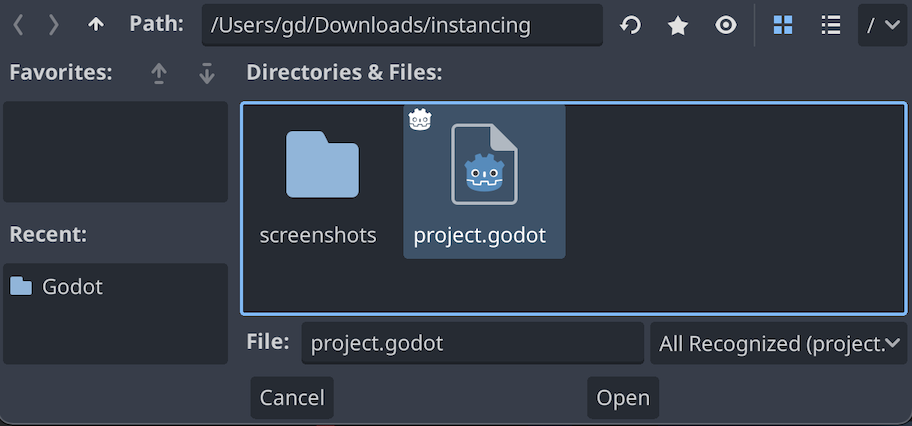 Path: /Users/gd/Downloads/instancing /
Favorites:
Directories & Files:
screenshots
project.godot
Recent:
Godot
File: project.godot All Recognized (project.
Cancel Open